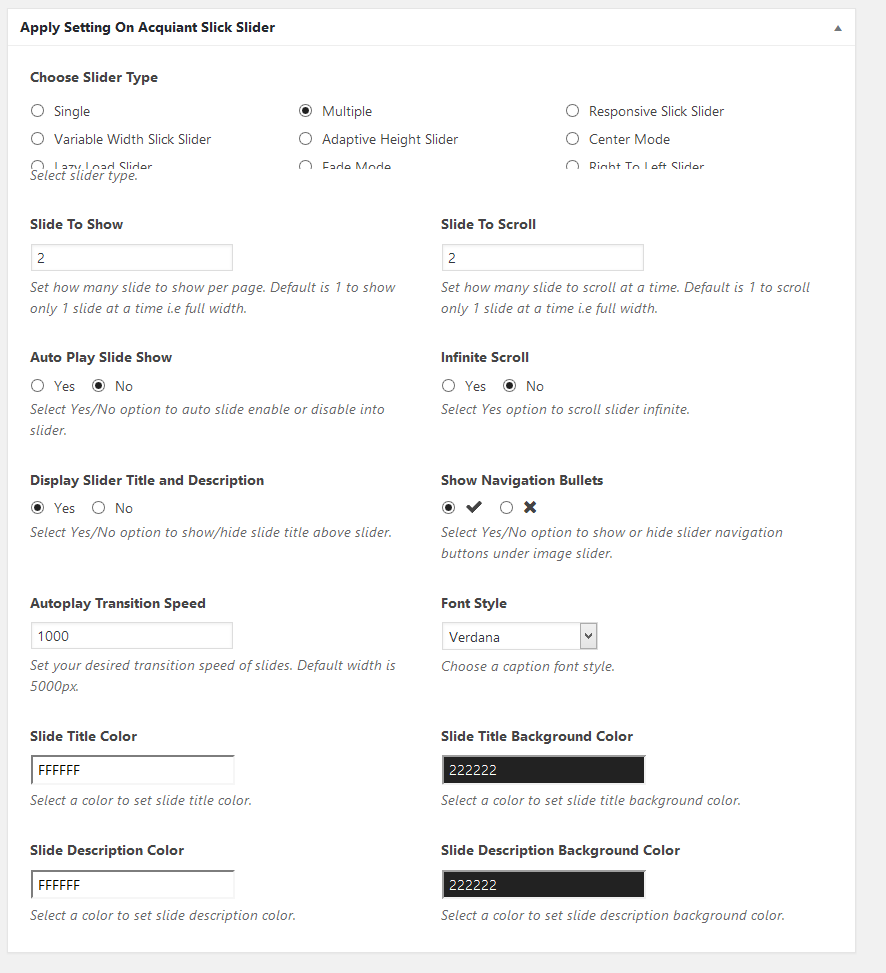 Apply Setting On Acquiant Slick Slider
Choose Slider Type
Single Multiple Responsive Slick Slider
Variable Width Slick Slider Adaptive Height Slider Center Mode
Lazy Load Slider Fade Mode Right To Left Slider
Select slider type.
Slide To Show Slide To Scroll
2 2
Set how many slide to show per page. Default is 1 to show Set how many slide to scroll at a time. Default is 1 to scroll
only 1 slide at a time i.e full width. only 1 slide at a time i.e full width.
Auto Play Slide Show Infinite Scroll
Yes No Yes No
Select Yes/No option to auto slide enable or disable into Select Yes option to scroll slider infinite.
slider.
Display Slider Title and Description Show Navigation Bullets
Yes No
Select Yes/No option to show/hide slide title above slider. Select Yes/No option to show or hide slider navigation
buttons under image slider.
Autoplay Transition Speed Font Style
1000 Verdana
Set your desired transition speed of slides. Default width is Choose a caption font style.
5000px.
Slide Title Color Slide Title Background Color
FFFFFF 222222
Select a color to set slide title color. Select a color to set slide title background color.
Slide Description Color Slide Description Background Color
FFFFFF 222222
Select a color to set slide description color. Select a color to set slide description background color.